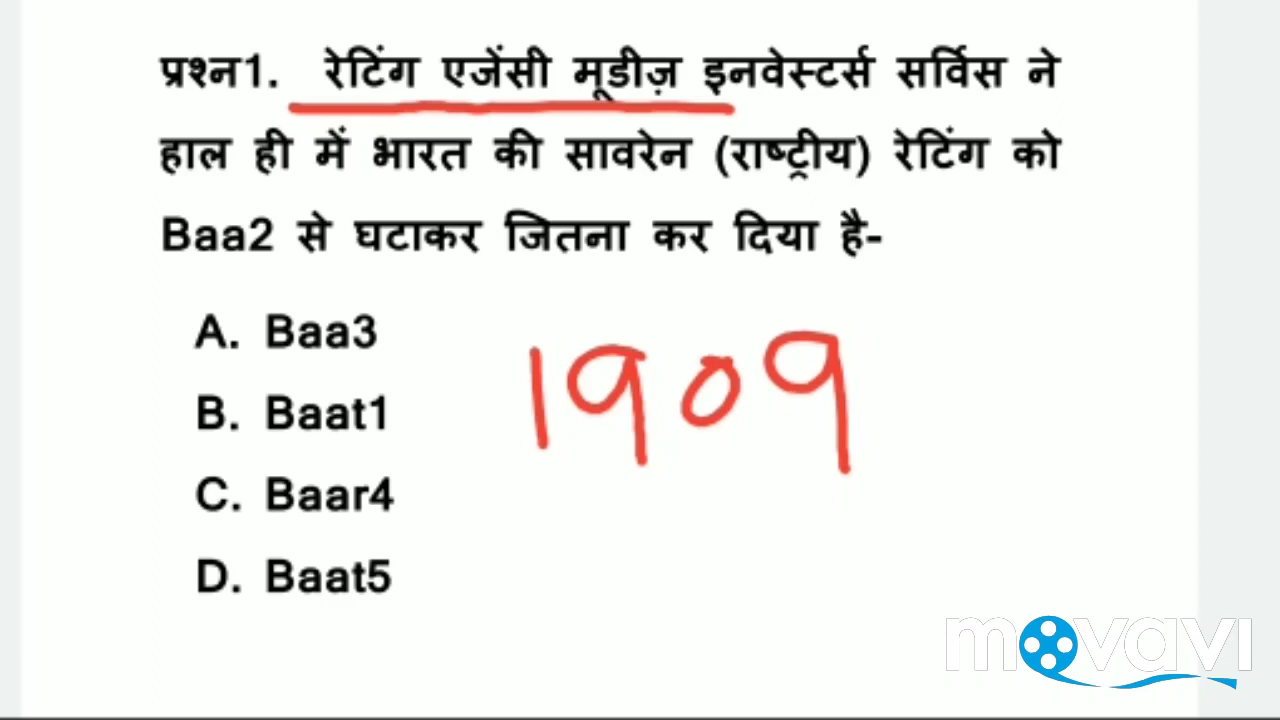 प्रश्न1. रेटिंग एजेंसी मूडीज़ इनवेस्टर्स सर्विस ने
हाल ही में भारत की सावरेन (राष्ट्रीय) रेटिंग को
Baa2 से घटाकर जितना कर दिया है-
A. Baa3
B. Baat1
1909
C. Baar4
D. Baat5
movavi